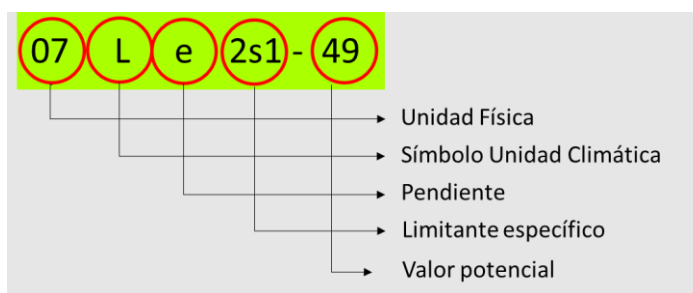 07 L e 2s1 - 49
Unidad Física
Símbolo Unidad Climática
Pendiente
Limitante específico
Valor potencial